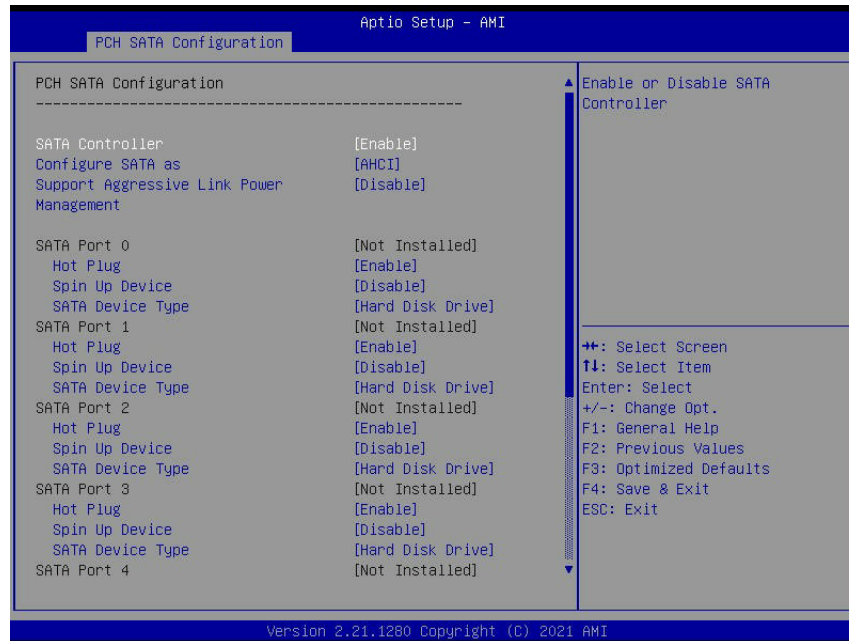 Aptio Setup - AMI
PCH SATA Configuration
PCH SATA Configuration
-------------------------------------------------
SATA Controller [Enable]
Configure SATA as [AHCI]
Support Aggressive Link Power [Disable]
Management
SATA Port 0 [Not Installed]
Hot Plug [Enable]
Spin Up Device [Disable]
SATA Device Type [Hard Disk Drive]
SATA Port 1 [Not Installed]
Hot Plug [Enable]
Spin Up Device [Disable]
SATA Device Type [Hard Disk Drive]
SATA Port 2 [Not Installed]
Hot Plug [Enable]
Spin Up Device [Disable]
SATA Device Type [Hard Disk Drive]
SATA Port 3 [Not Installed]
Hot Plug [Enable]
Spin Up Device [Disable]
SATA Device Type [Hard Disk Drive]
SATA Port 4 [Not Installed]
Enable or Disable SATA
Controller
→←: Select Screen
↑↓: Select Item
Enter: Select
+/-: Change Opt.
F1: General Help
F2: Previous Values
F3: Optimized Defaults
F4: Save & Exit
ESC: Exit
Version 2.21.1280 Copyright (C) 2021 AMI